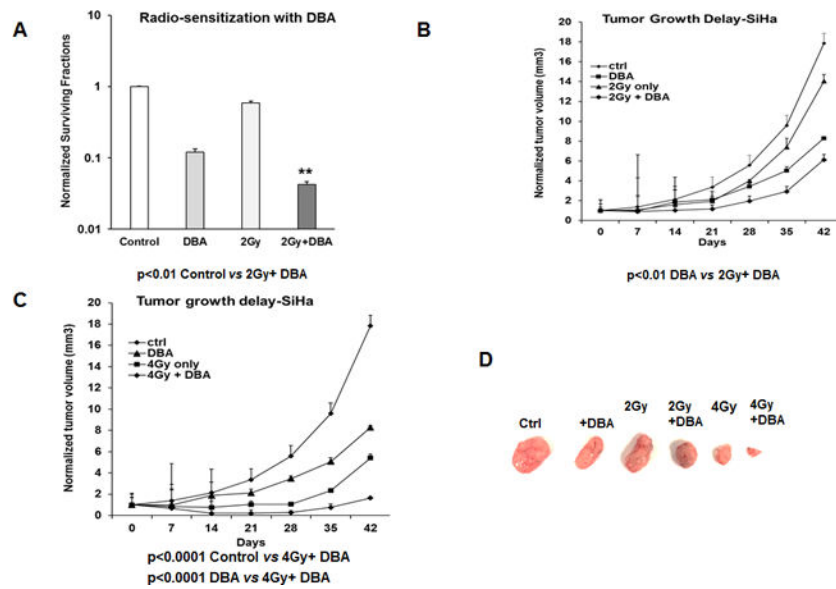 A
Radio-sensitization with DBA
Normalized Surviving Fractions
10
1
0.1
0.01
**
Control DBA 2Gy 2Gy+DBA
p<0.01 Control vs 2Gy+ DBA
B
Tumor Growth Delay-SiHa
Normalized tumor volume (mm3)
20
18
16
14
12
10
8
6
4
2
0
ctrl
DBA
2Gy only
2Gy + DBA
0 7 14 21 28 35 42
Days
p<0.01 DBA vs 2Gy+ DBA
C
Tumor growth delay-SiHa
Normalized tumor volume (mm3)
20
18
16
14
12
10
8
6
4
2
0
ctrl
DBA
4Gy only
4Gy + DBA
0 7 14 21 28 35 42
Days
p<0.0001 Control vs 4Gy+ DBA
p<0.0001 DBA vs 4Gy+ DBA
D
Ctrl
+DBA
2Gy
2Gy
+DBA
4Gy
4Gy
+DBA